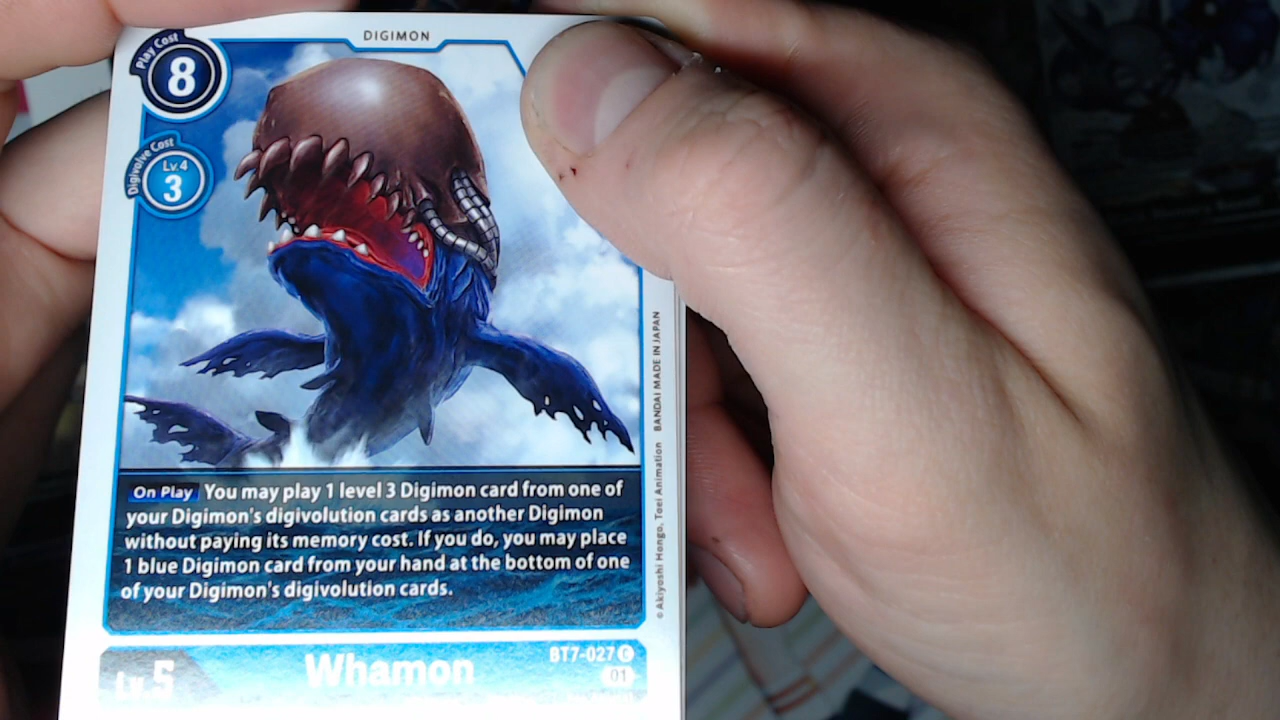 DIGIMON
Play Cost
8
Digivolve Cost
Lv.4
3
On Play You may play 1 level 3 Digimon card from one of
your Digimon's digivolution cards as another Digimon
without paying its memory cost. If you do, you may place
1 blue Digimon card from your hand at the bottom of one
of your Digimon's digivolution cards.
© Akiyoshi Hongo, Toei Animation BANDAI MADE IN JAPAN
Lv.5
Whamon
BT7-027 C
01